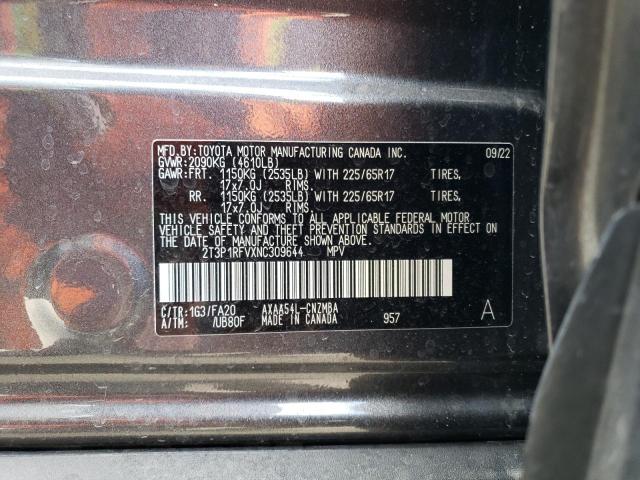 MFD.BY:TOYOTA MOTOR MANUFACTURING CANADA INC. 09/22
GVWR:2090KG (4610LB)
GAWR:FRT. 1150KG (2535LB) WITH 225/65R17 TIRES,
17x7.0J RIMS.
RR. 1150KG (2535LB) WITH 225/65R17 TIRES,
17x7.0J RIMS.
THIS VEHICLE CONFORMS TO ALL APPLICABLE FEDERAL MOTOR
VEHICLE SAFETY AND THEFT PREVENTION STANDARDS IN EFFECT
ON THE DATE OF MANUFACTURE SHOWN ABOVE.
2T3P1RFVXNC309644 MPV
C/TR:1G3/FA20 AXAA54L-CNZMBA
A/TM: /UB80F MADE IN CANADA 957 A